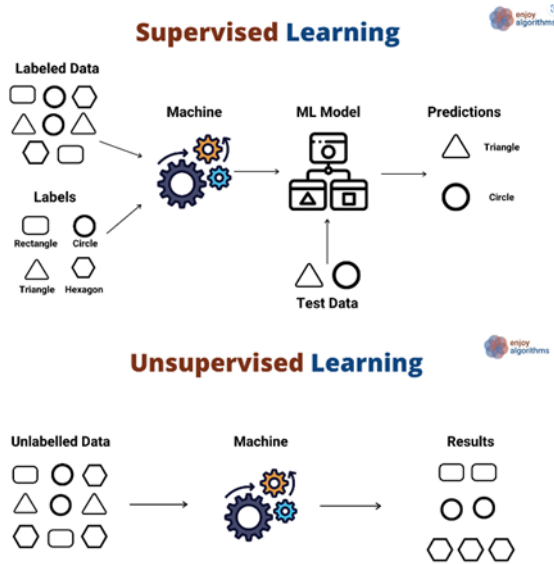 Supervised Learning
enjoy
algorithms
3
Labeled Data
Machine
ML Model
Predictions
Triangle
Circle
Labels
Rectangle Circle
Triangle Hexagon
Test Data
Unsupervised Learning
enjoy
algorithms
Unlabelled Data
Machine
Results